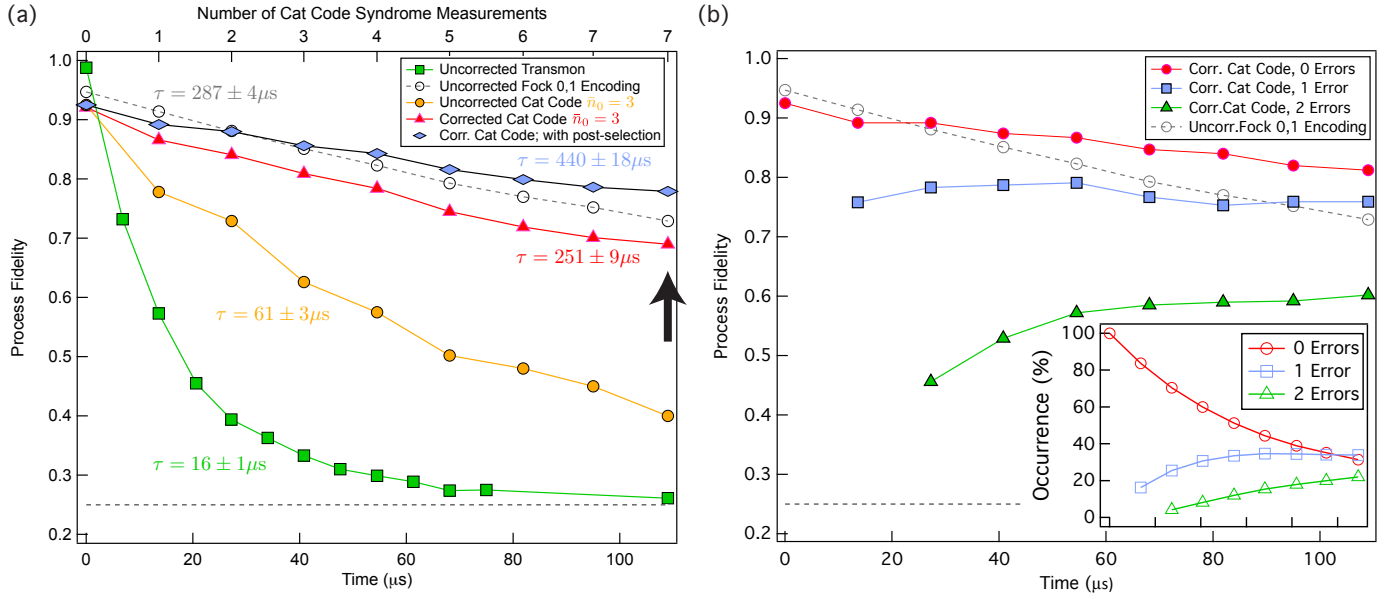 (a)
Number of Cat Code Syndrome Measurements
0 1 2 3 4 5 6 7 7
Process Fidelity
1.0
0.9
0.8
0.7
0.6
0.5
0.4
0.3
0.2
Uncorrected Transmon
Uncorrected Fock 0,1 Encoding
Uncorrected Cat Code n̄₀ = 3
Corrected Cat Code n̄₀ = 3
Corr. Cat Code; with post-selection
τ = 287 ± 4μs
τ = 440 ± 18μs
τ = 251 ± 9μs
τ = 61 ± 3μs
τ = 16 ± 1μs
0 20 40 60 80 100
Time (μs)
(b)
Process Fidelity
1.0
0.9
0.8
0.7
0.6
0.5
0.4
0.3
0.2
Corr. Cat Code, 0 Errors
Corr. Cat Code, 1 Error
Corr.Cat Code, 2 Errors
Uncorr.Fock 0,1 Encoding
Occurrence (%)
100
80
60
40
20
0
0 Errors
1 Error
2 Errors
0 20 40 60 80 100
Time (μs)